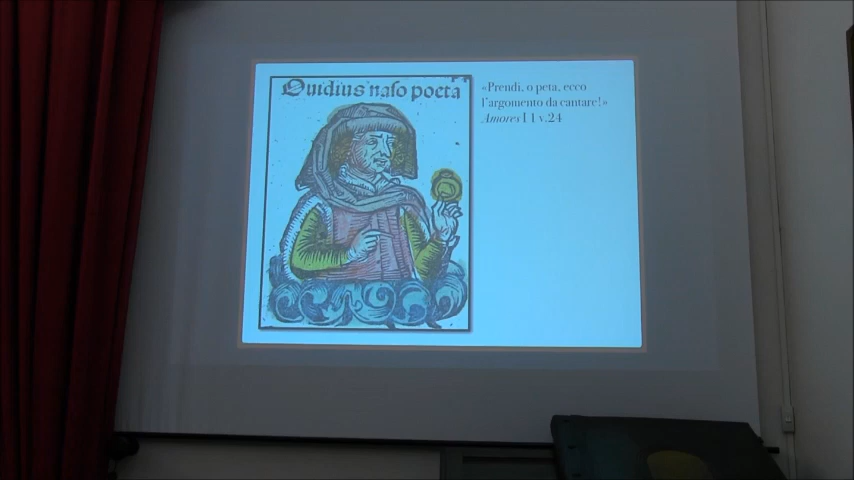 Ouidius naso poeta
«Prendi, o peta, ecco
l'argomento da cantare!»
Amores I 1 v.24